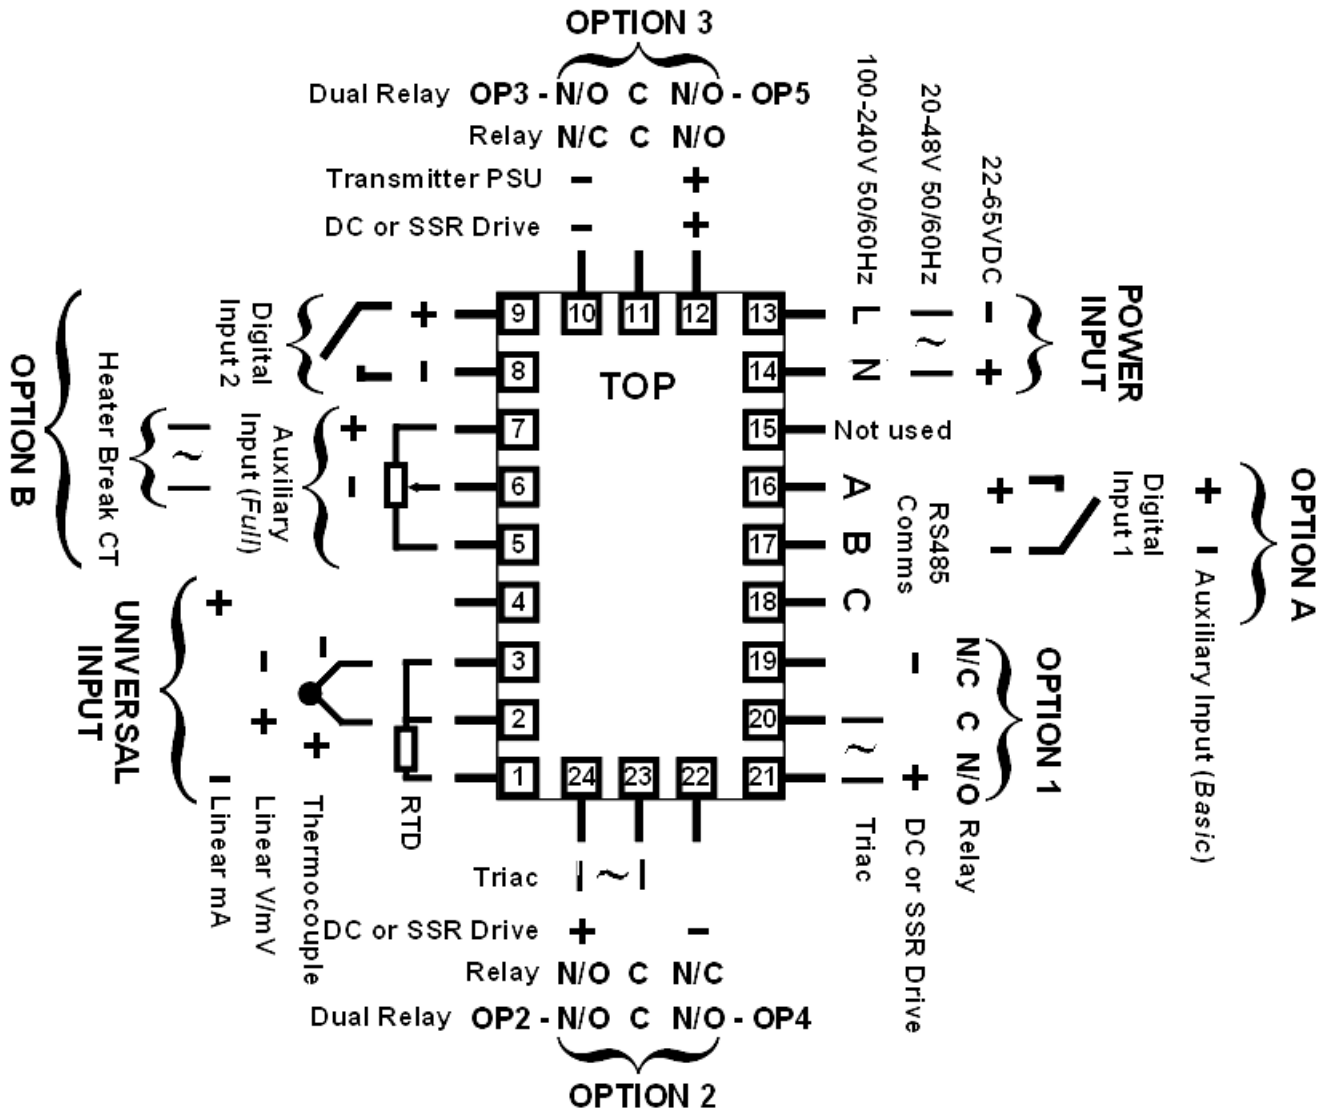 OPTION 3
Dual Relay OP3 - N/O C N/O - OP5
Relay N/C C N/O
Transmitter PSU - +
DC or SSR Drive - +
100-240V 50/60Hz
20-48V 50/60Hz
22-65VDC
POWER
INPUT
L ~ -
N +
9
8
7
6
5
4
3
2
1
10
11
12
TOP
13
14
15 Not used
16
17
18
19
20
21
24
23
22
A
B
C
RS485
Comms
+
-
Digital
Input 1
+
-
Auxiliary Input (Basic)
OPTION A
OPTION 1
N/C C N/O Relay
- + DC or SSR Drive
~ Triac
OPTION B
Digital
Input 2
+
-
Auxiliary
Input (Full)
+
-
Heater Break CT
~
UNIVERSAL
INPUT
+ - Linear mA
- + Linear V/mV
- + Thermocouple
RTD
Triac ~
DC or SSR Drive + -
Relay N/O C N/C
Dual Relay OP2 - N/O C N/O - OP4
OPTION 2